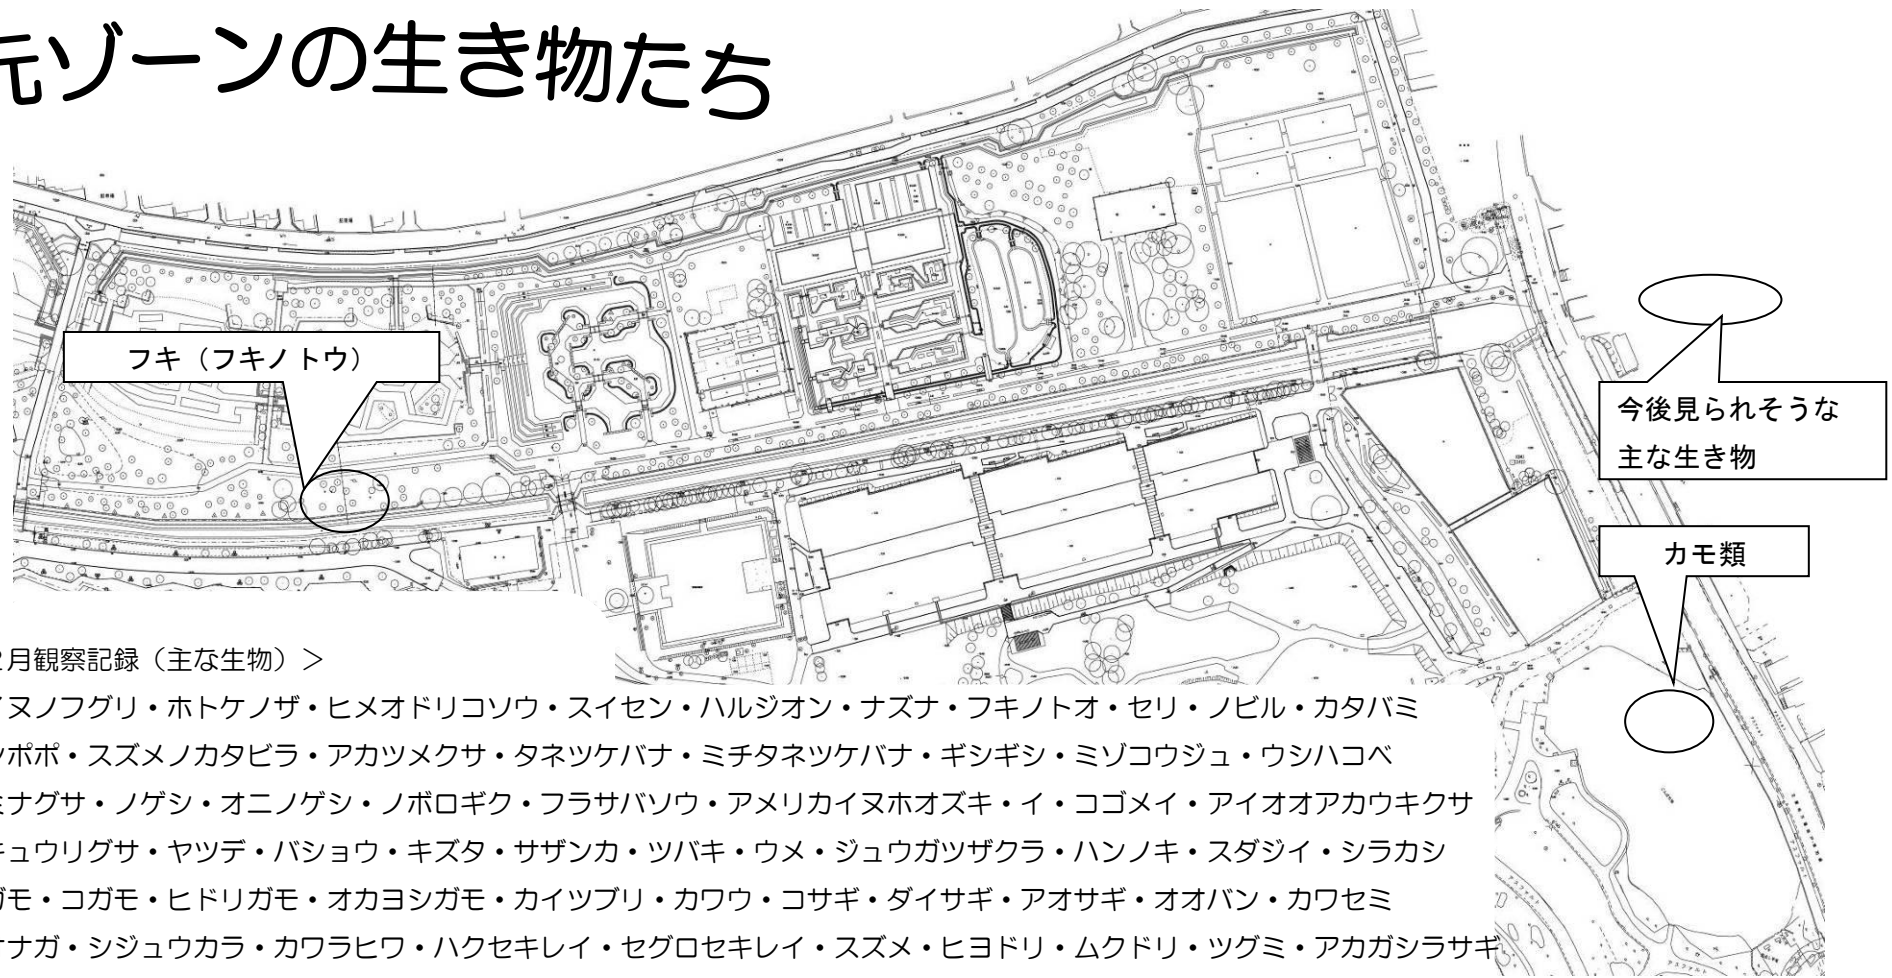 元ゾーンの生き物たち
フキ（フキノトウ）
今後見られそうな
主な生き物
カモ類
２月観察記録（主な生物）＞
イヌノフグリ・ホトケノザ・ヒメオドリコソウ・スイセン・ハルジオン・ナズナ・フキノトオ・セリ・ノビル・カタバミ
ンポポ・スズメノカタビラ・アカツメクサ・タネツケバナ・ミチタネツケバナ・ギシギシ・ミゾコウジュ・ウシハコベ
ミナグサ・ノゲシ・オニノゲシ・ノボロギク・フラサバソウ・アメリカイヌホオズキ・イ・コゴメイ・アイオオアカウキクサ
キュウリグサ・ヤツデ・バショウ・キズタ・サザンカ・ツバキ・ウメ・ジュウガツザクラ・ハンノキ・スダジイ・シラカシ
ガモ・コガモ・ヒドリガモ・オカヨシガモ・カイツブリ・カワウ・コサギ・ダイサギ・アオサギ・オオバン・カワセミ
オナガ・シジュウカラ・カワラヒワ・ハクセキレイ・セグロセキレイ・スズメ・ヒヨドリ・ムクドリ・ツグミ・アカガシラサギ